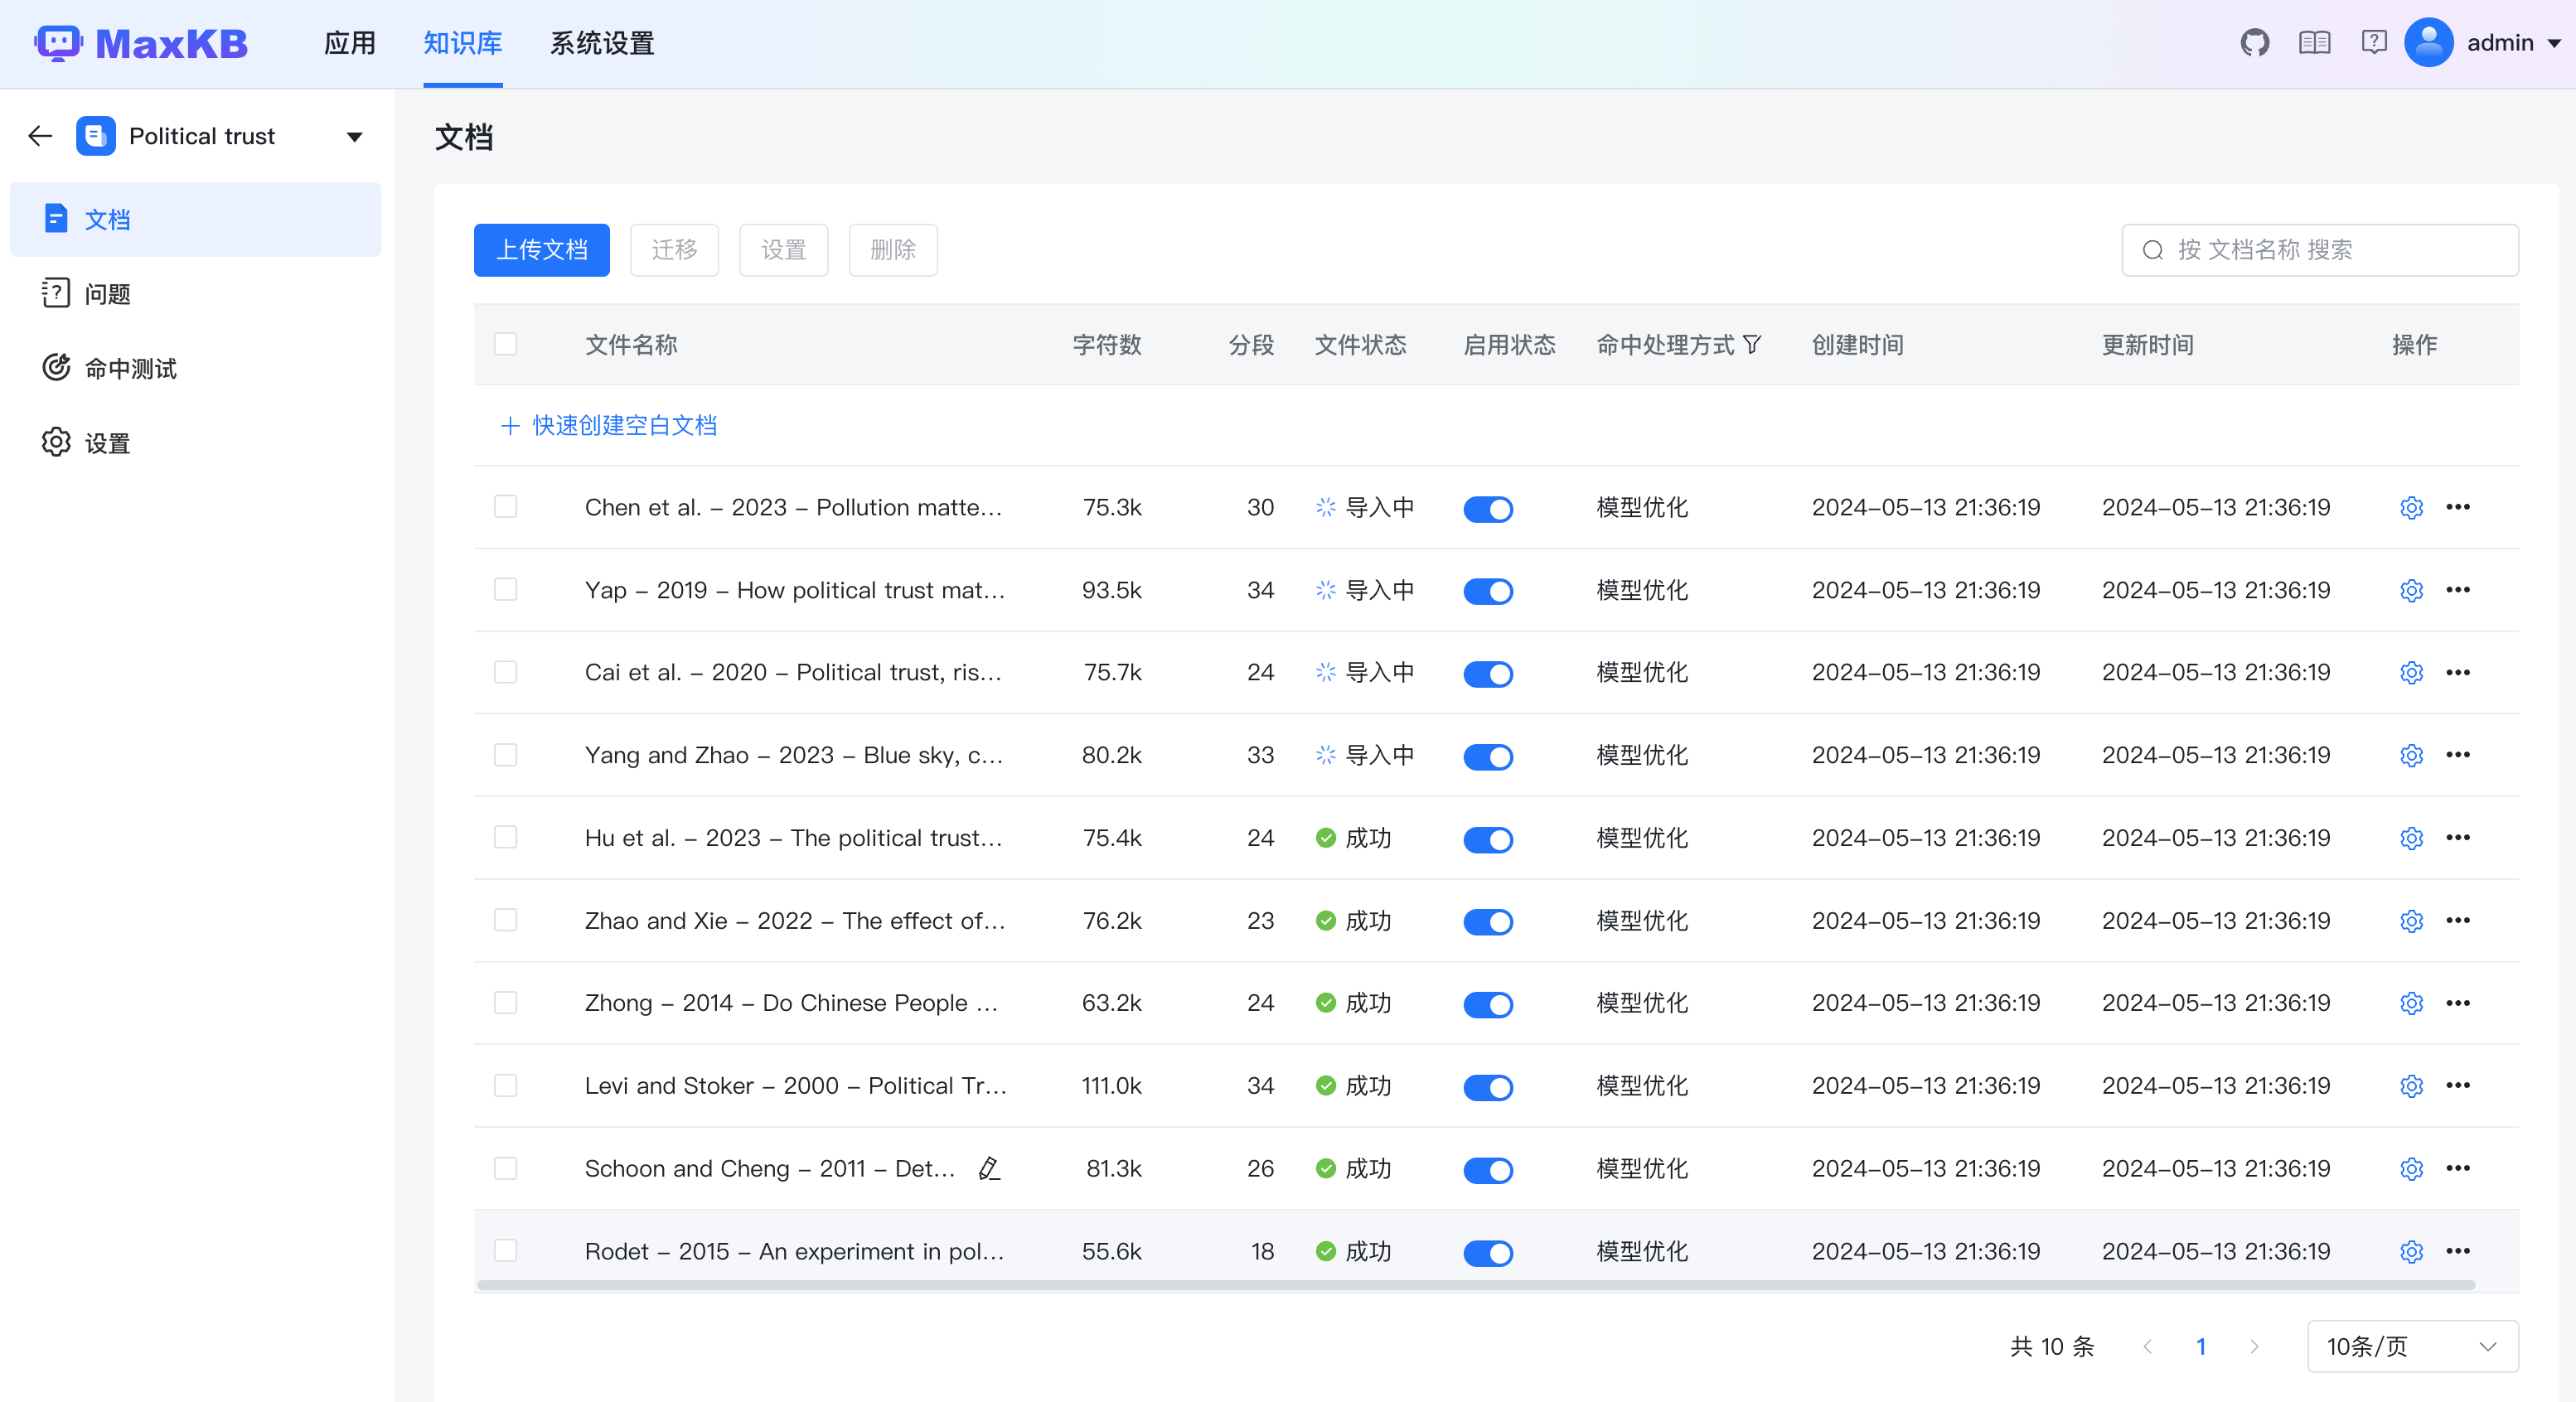 MaxKB 应用 知识库 系统设置 admin
Political trust
文档
问题
命中测试
设置
文档
上传文档 迁移 设置 删除 按 文档名称 搜索
文件名称 字符数 分段 文件状态 启用状态 命中处理方式 创建时间 更新时间 操作
+ 快速创建空白文档
Chen et al. - 2023 - Pollution matte... 75.3k 30 导入中 模型优化 2024-05-13 21:36:19 2024-05-13 21:36:19
Yap - 2019 - How political trust mat... 93.5k 34 导入中 模型优化 2024-05-13 21:36:19 2024-05-13 21:36:19
Cai et al. - 2020 - Political trust, ris... 75.7k 24 导入中 模型优化 2024-05-13 21:36:19 2024-05-13 21:36:19
Yang and Zhao - 2023 - Blue sky, c... 80.2k 33 导入中 模型优化 2024-05-13 21:36:19 2024-05-13 21:36:19
Hu et al. - 2023 - The political trust... 75.4k 24 成功 模型优化 2024-05-13 21:36:19 2024-05-13 21:36:19
Zhao and Xie - 2022 - The effect of... 76.2k 23 成功 模型优化 2024-05-13 21:36:19 2024-05-13 21:36:19
Zhong - 2014 - Do Chinese People ... 63.2k 24 成功 模型优化 2024-05-13 21:36:19 2024-05-13 21:36:19
Levi and Stoker - 2000 - Political Tr... 111.0k 34 成功 模型优化 2024-05-13 21:36:19 2024-05-13 21:36:19
Schoon and Cheng - 2011 - Det... 81.3k 26 成功 模型优化 2024-05-13 21:36:19 2024-05-13 21:36:19
Rodet - 2015 - An experiment in pol... 55.6k 18 成功 模型优化 2024-05-13 21:36:19 2024-05-13 21:36:19
共 10 条 1 10条/页